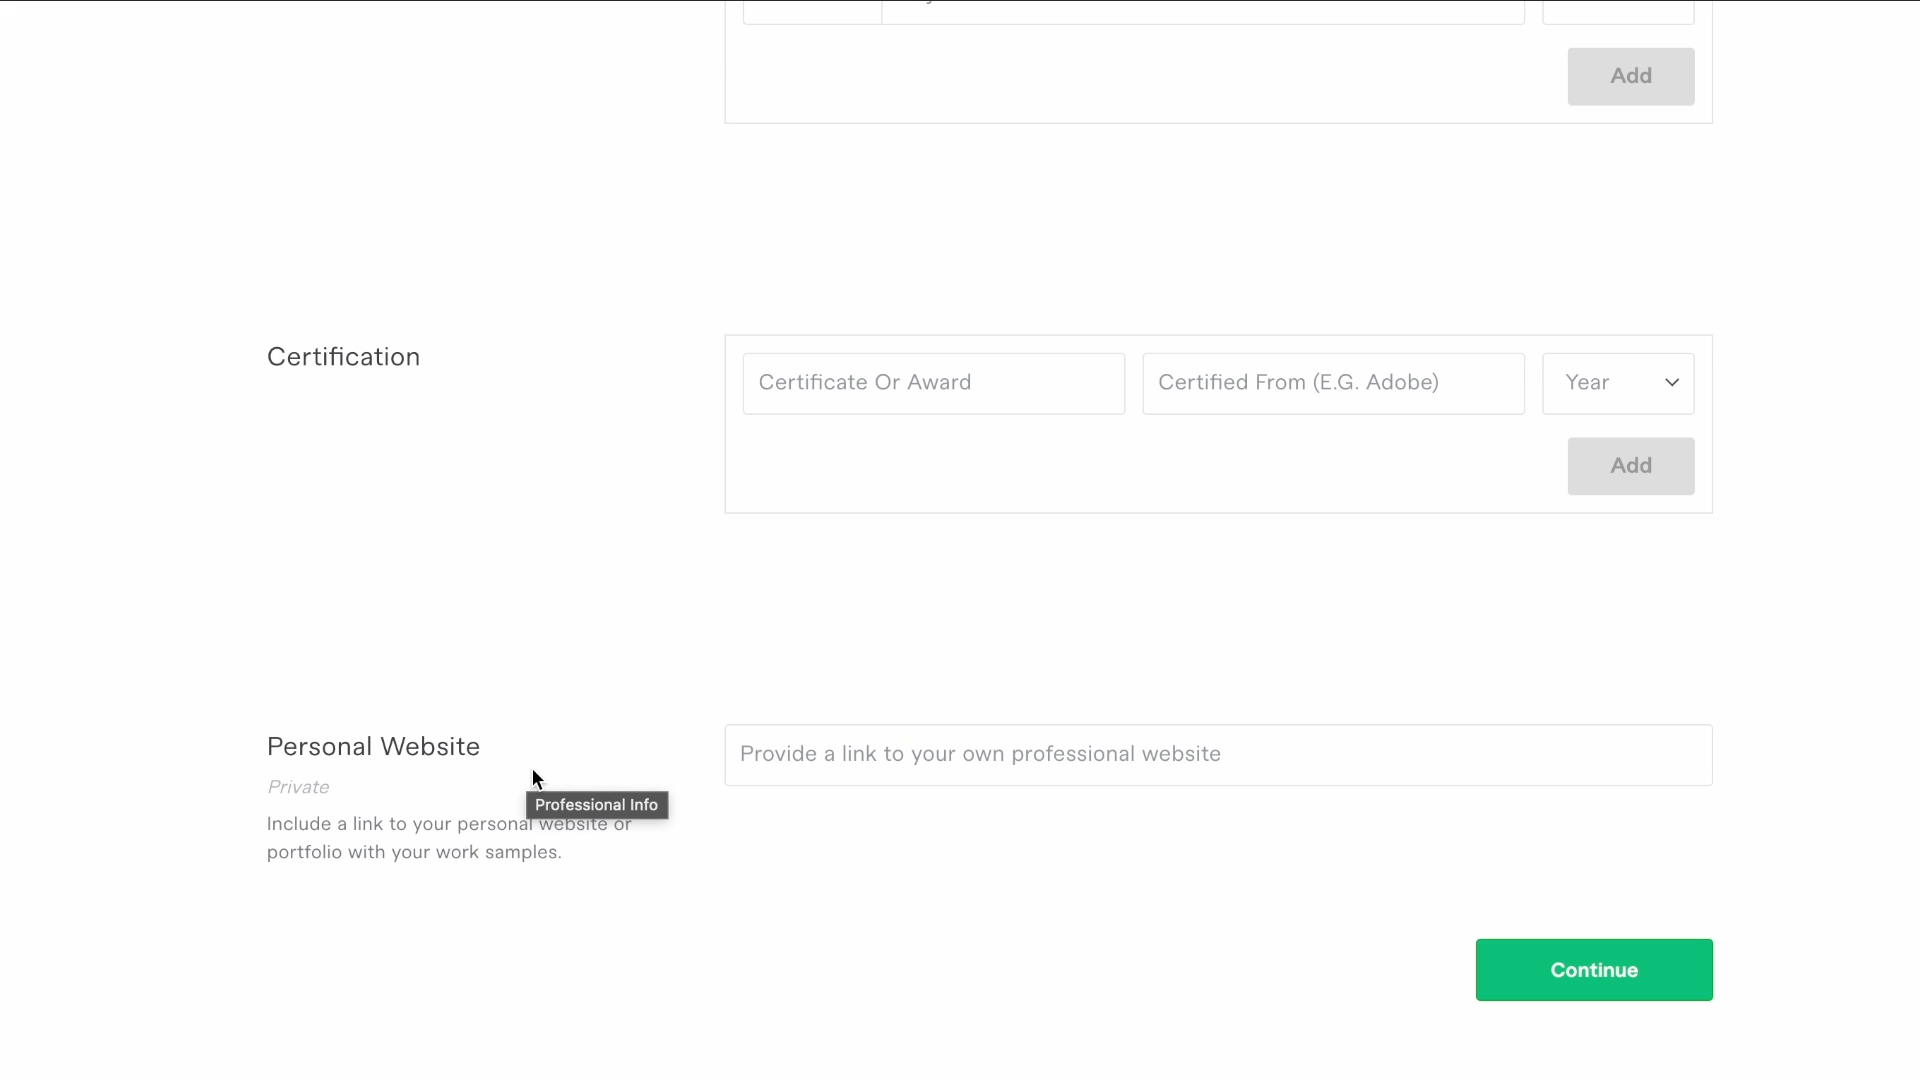 Add
Certification
Certificate Or Award
Certified From (E.G. Adobe)
Year
Add
Personal Website
Provide a link to your own professional website
Private
Professional Info
Include a link to your personal website or
portfolio with your work samples.
Continue